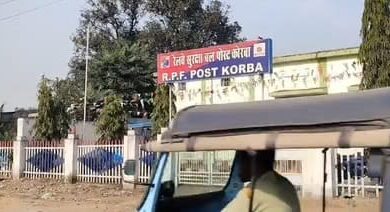 रेलवे सुरक्षा बल पोस्ट कोरबा
R.P.F. POST KORBA